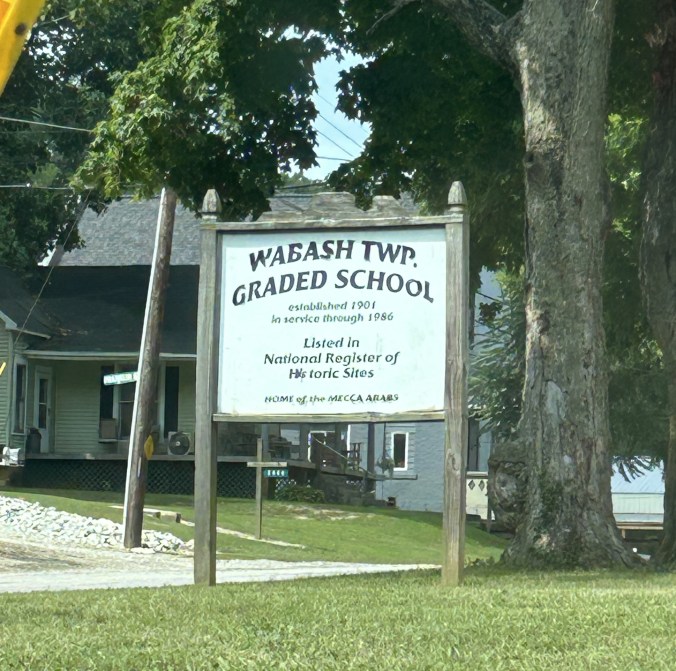 WABASH TWP.
GRADED SCHOOL
established 1901
in service through 1986
Listed in
National Register of
Historic Sites
HOME of the MECCA ARABS